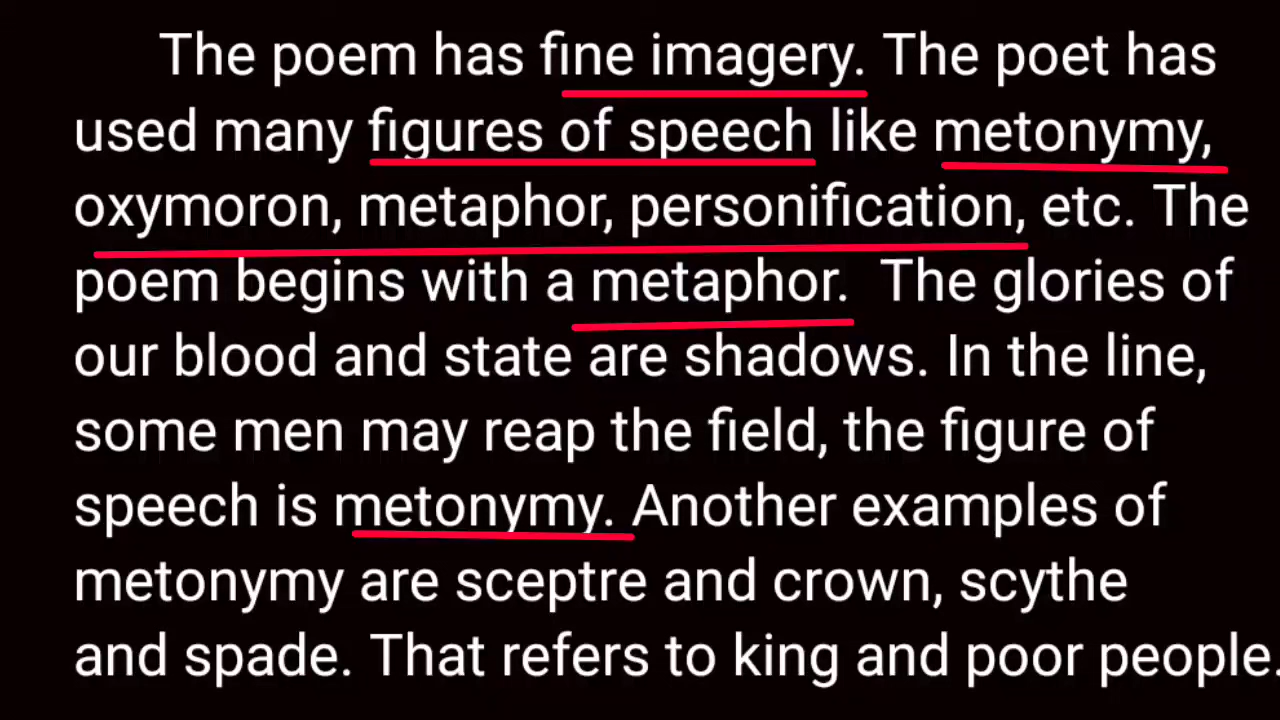 The poem has fine imagery. The poet has
used many figures of speech like metonymy,
oxymoron, metaphor, personification, etc. The
poem begins with a metaphor. The glories of
our blood and state are shadows. In the line,
some men may reap the field, the figure of
speech is metonymy. Another examples of
metonymy are sceptre and crown, scythe
and spade. That refers to king and poor people.